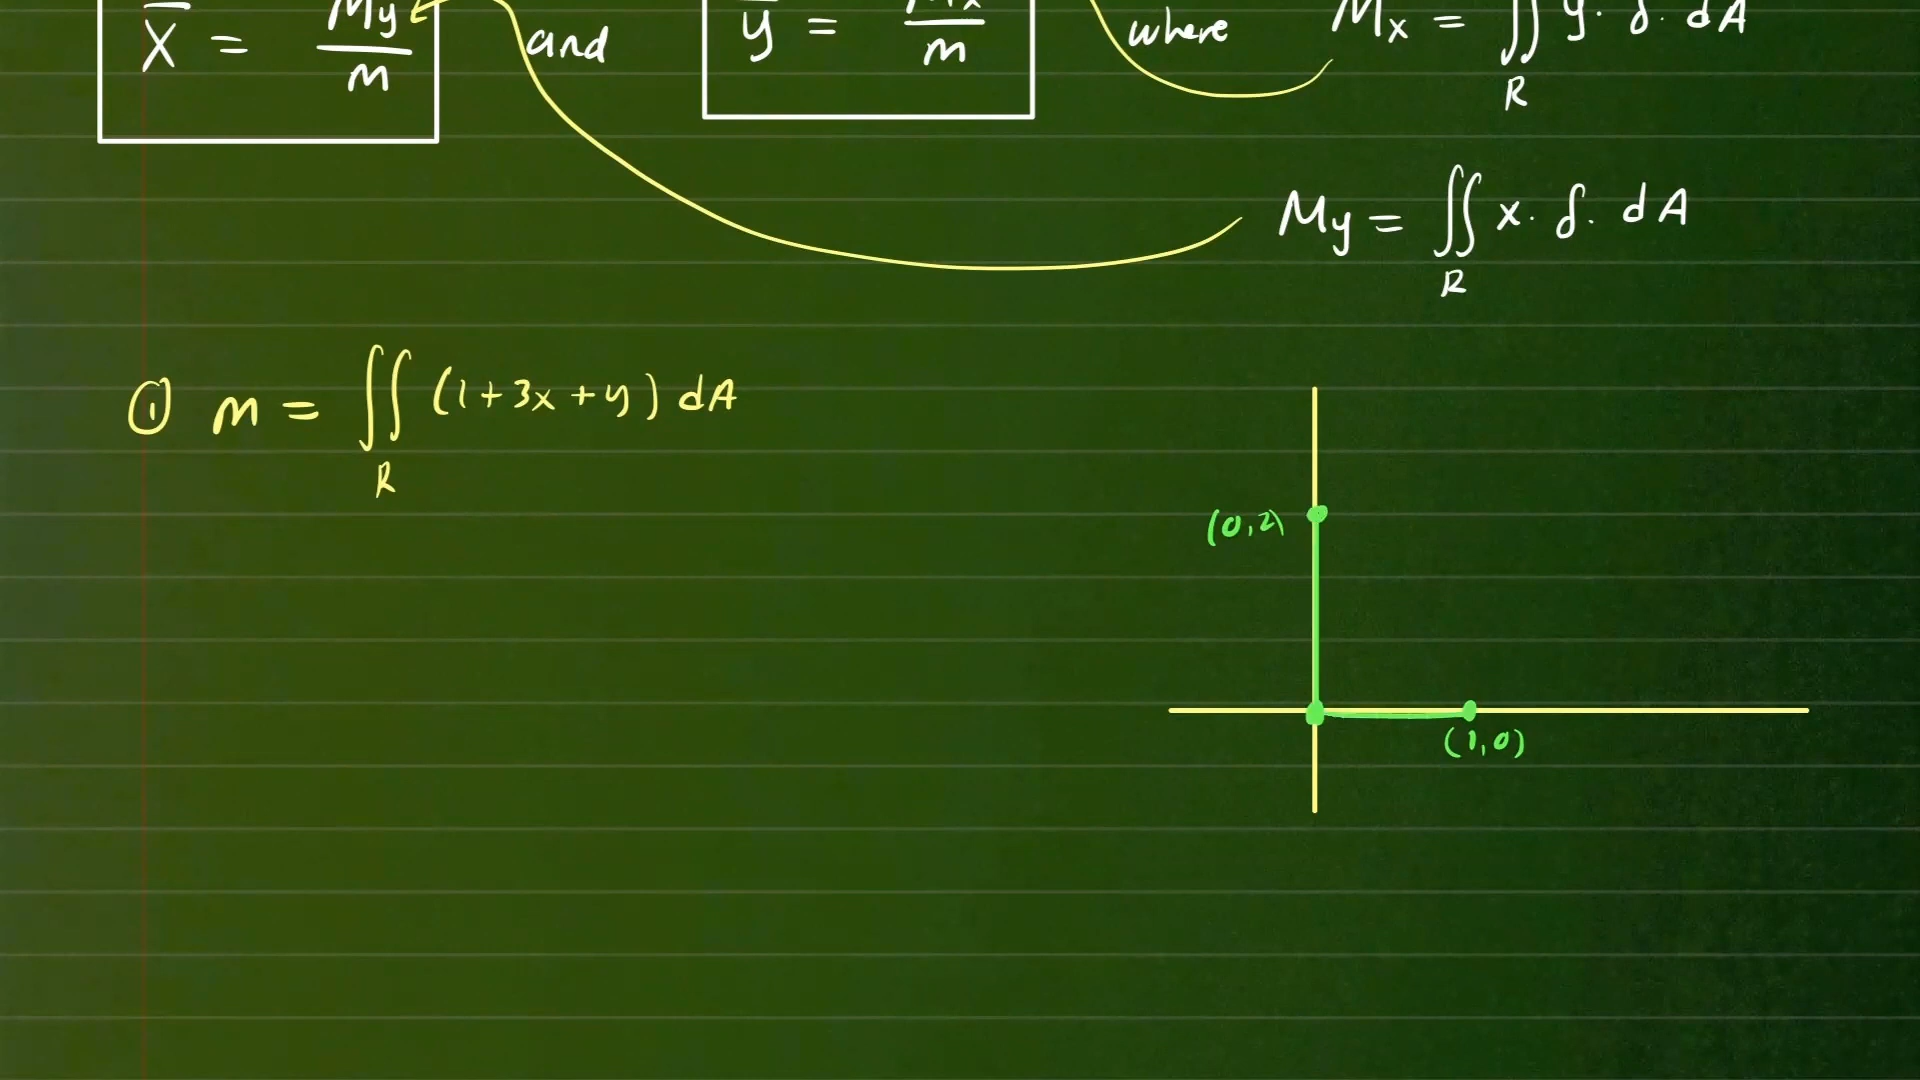 x̄ = My/m and ȳ = Mx/m where Mx = ∬R y · δ · dA
My = ∬R x · δ · dA
① m = ∬R (1+3x+y) dA
(0,2)
(1,0)